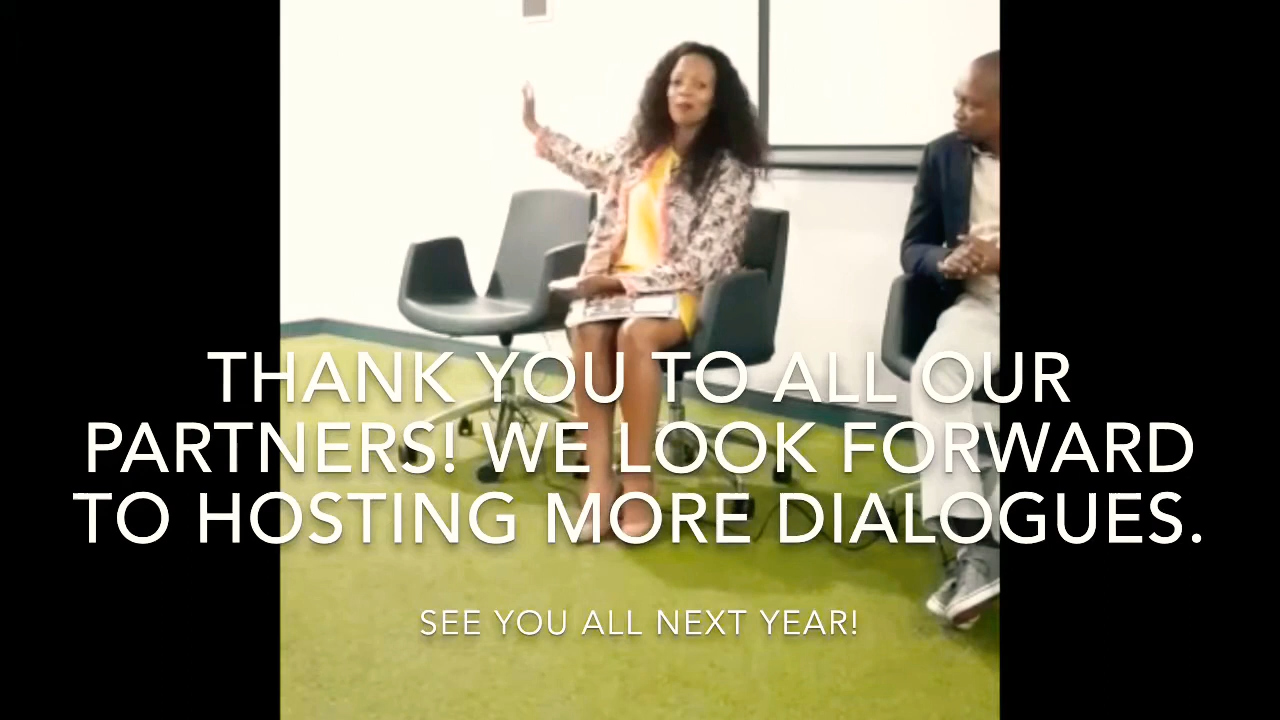 THANK YOU TO ALL OUR
PARTNERS! WE LOOK FORWARD
TO HOSTING MORE DIALOGUES.
SEE YOU ALL NEXT YEAR!